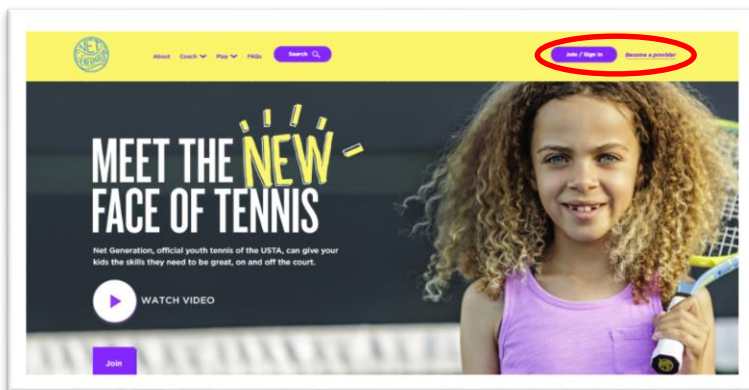 NET GENERATION
About Coach Play FAQs Search Join / Sign In Become a provider
MEET THE NEW
FACE OF TENNIS
Net Generation, official youth tennis of the USTA, can give your
kids the skills they need to be great, on and off the court.
WATCH VIDEO
Join